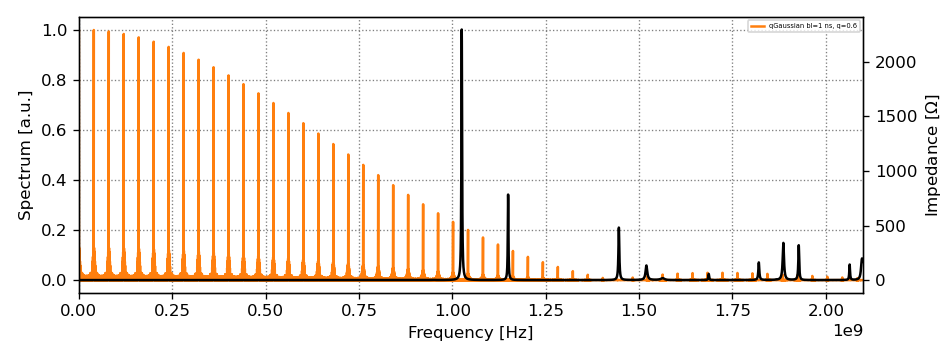 qGaussian bl=1 ns, q=0.6
Spectrum [a.u.]
1.0
0.8
0.6
0.4
0.2
0.0
2000
1500
1000
500
0
Impedance [Ω]
0.00 0.25 0.50 0.75 1.00 1.25 1.50 1.75 2.00
1e9
Frequency [Hz]